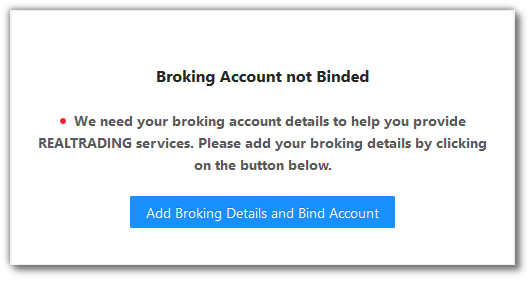 Broking Account not Binded
We need your broking account details to help you provide
REALTRADING services. Please add your broking details by clicking
on the button below.
Add Broking Details and Bind Account